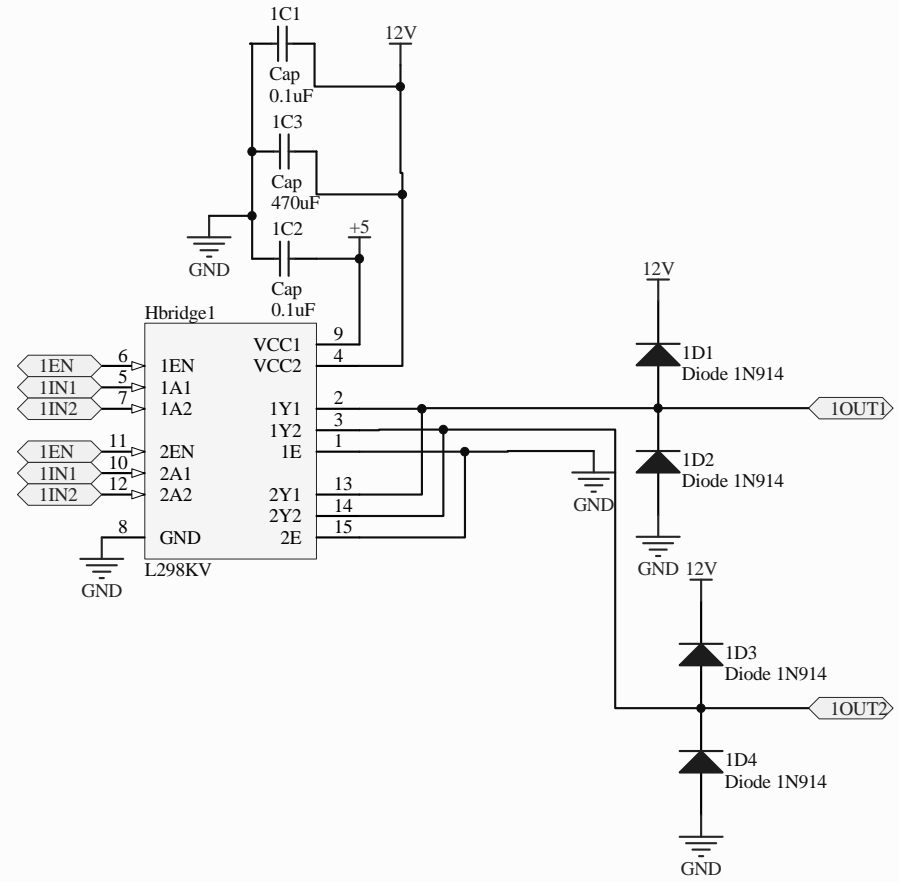 1C1
12V
Cap
0.1uF
1C3
Cap
470uF
1C2
+5
GND
Cap
0.1uF
12V
Hbridge1
VCC1 9
1D1
1EN 6 1EN VCC2 4
Diode 1N914
1IN1 5 1A1
1IN2 7 1A2 1Y1 2 1OUT1
1Y2 3
1EN 11 2EN 1E 1
1D2
1IN1 10 2A1
Diode 1N914
1IN2 12 2A2 2Y1 13
GND
2Y2 14
8 GND 2E 15
L298KV
GND 12V
GND
1D3
Diode 1N914
1OUT2
1D4
Diode 1N914
GND